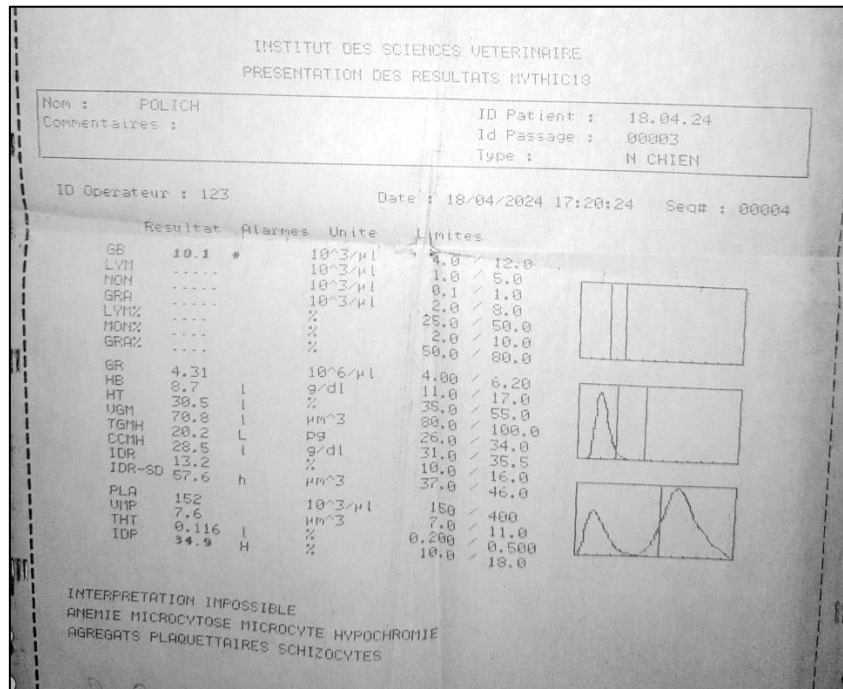 INSTITUT DES SCIENCES VETERINAIRE
PRESENTATION DES RESULTATS MYTHIC18
Nom : POLICH ID Patient : 18.04.24
Commentaires : Id Passage : 00003
Type : N CHIEN
ID Operateur : 123 Date : 18/04/2024 17:20:24 Seq# : 00004
Resultat Alarmes Unite Limites
GB 10.1 # 10^3/µl 4.0 / 12.0
LYM ..... 10^3/µl 1.0 / 5.0
MON ..... 10^3/µl 0.1 / 1.0
GRA ..... 10^3/µl 2.0 / 8.0
LYM% .... % 25.0 / 50.0
MON% .... % 2.0 / 10.0
GRA% .... % 50.0 / 80.0
GR 4.31 10^6/µl 4.00 / 6.20
HB 8.7 l g/dl 11.0 / 17.0
HT 30.5 l % 35.0 / 55.0
VGM 70.8 l µm^3 80.0 / 100.0
TGMH 20.2 L pg 26.0 / 34.0
CCMH 28.5 l g/dl 31.0 / 35.5
IDR 13.2 % 10.0 / 16.0
IDR-SD 57.6 h µm^3 37.0 / 46.0
PLA 152 10^3/µl 150 / 400
VMP 7.6 µm^3 7.0 / 11.0
THT 0.116 l % 0.200 / 0.500
IDP 34.9 H % 10.0 / 18.0
INTERPRETATION IMPOSSIBLE
ANEMIE MICROCYTOSE MICROCYTE HYPOCHROMIE
AGREGATS PLAQUETTAIRES SCHIZOCYTES